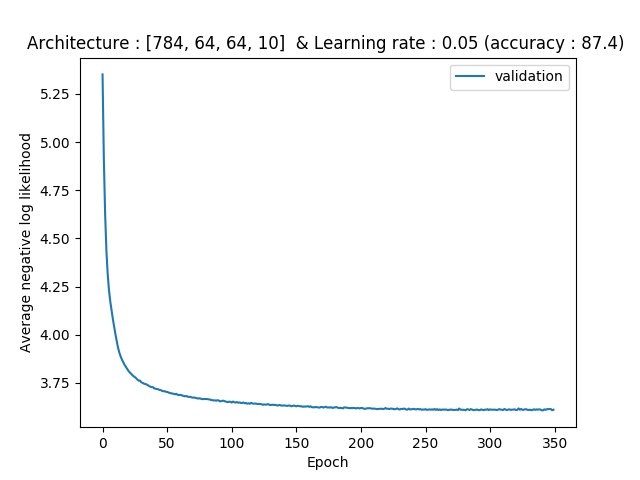 Architecture : [784, 64, 64, 10]  & Learning rate : 0.05 (accuracy : 87.4)
validation
Average negative log likelihood
5.25
5.00
4.75
4.50
4.25
4.00
3.75
0 50 100 150 200 250 300 350
Epoch